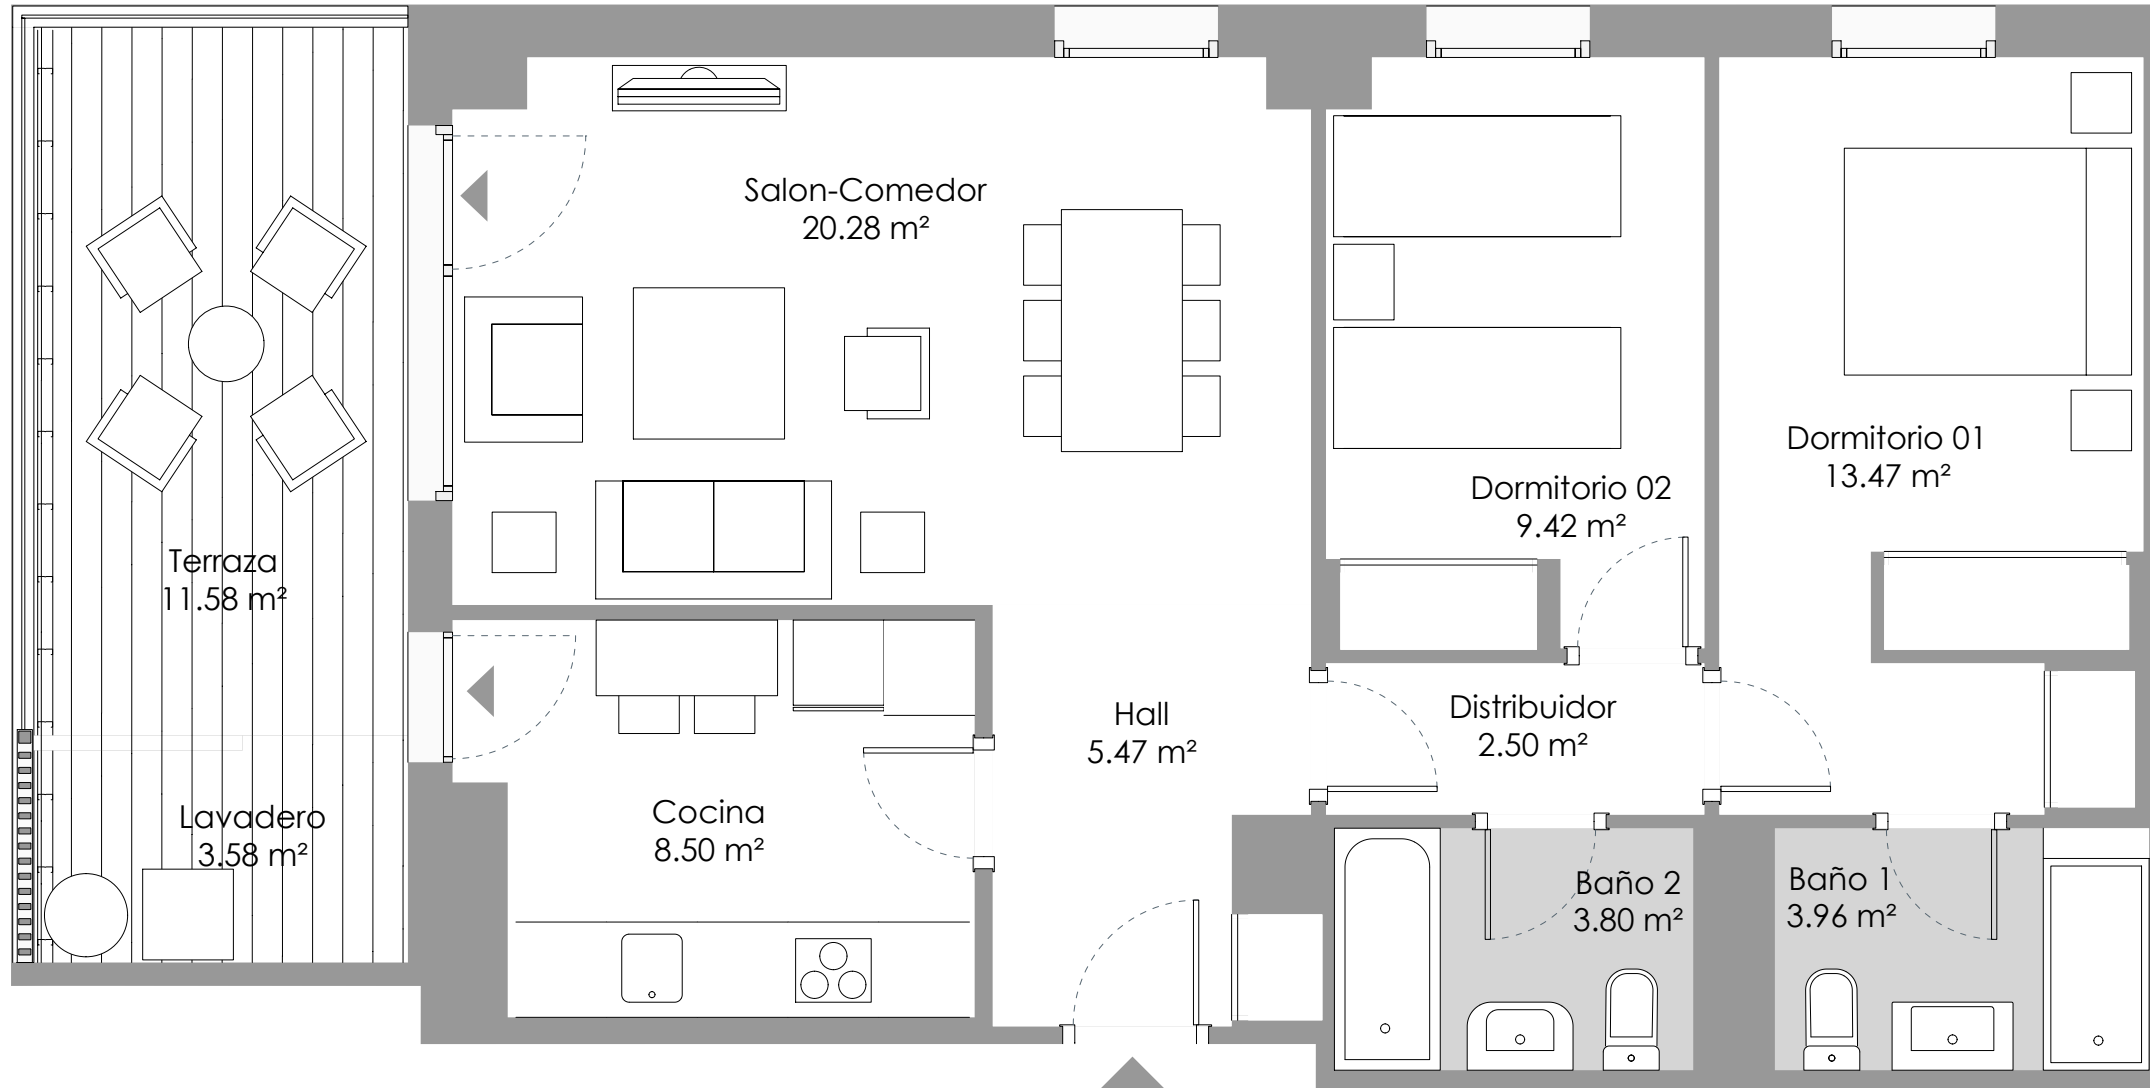 Salon-Comedor
20.28 m²
Dormitorio 01
13.47 m²
Dormitorio 02
9.42 m²
Terraza
11.58 m²
Hall
5.47 m²
Distribuidor
2.50 m²
Lavadero
3.58 m²
Cocina
8.50 m²
Baño 2
3.80 m²
Baño 1
3.96 m²